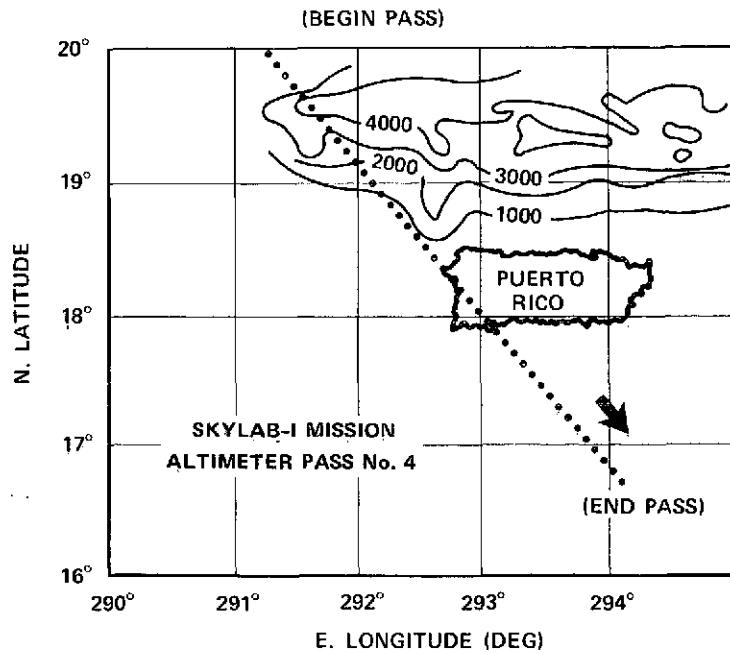 (BEGIN PASS)
20°
4000
2000
19°
3000
1000
PUERTO
RICO
18°
N. LATITUDE
17°
SKYLAB-I MISSION
ALTIMETER PASS No. 4
(END PASS)
16°
290° 291° 292° 293° 294°
E. LONGITUDE (DEG)